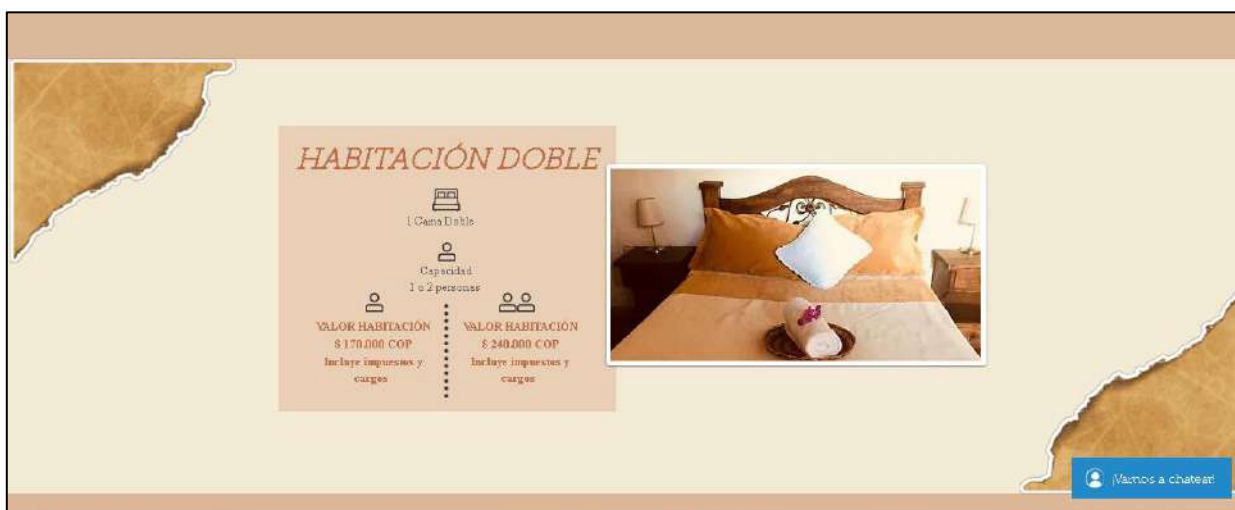 HABITACIÓN DOBLE
1 Cama Doble
Capacidad
1 o 2 personas
VALOR HABITACIÓN
$ 170.000 COP
Incluye impuestos y
cargos
VALOR HABITACIÓN
$ 240.000 COP
Incluye impuestos y
cargos
¡Vamos a chatear!